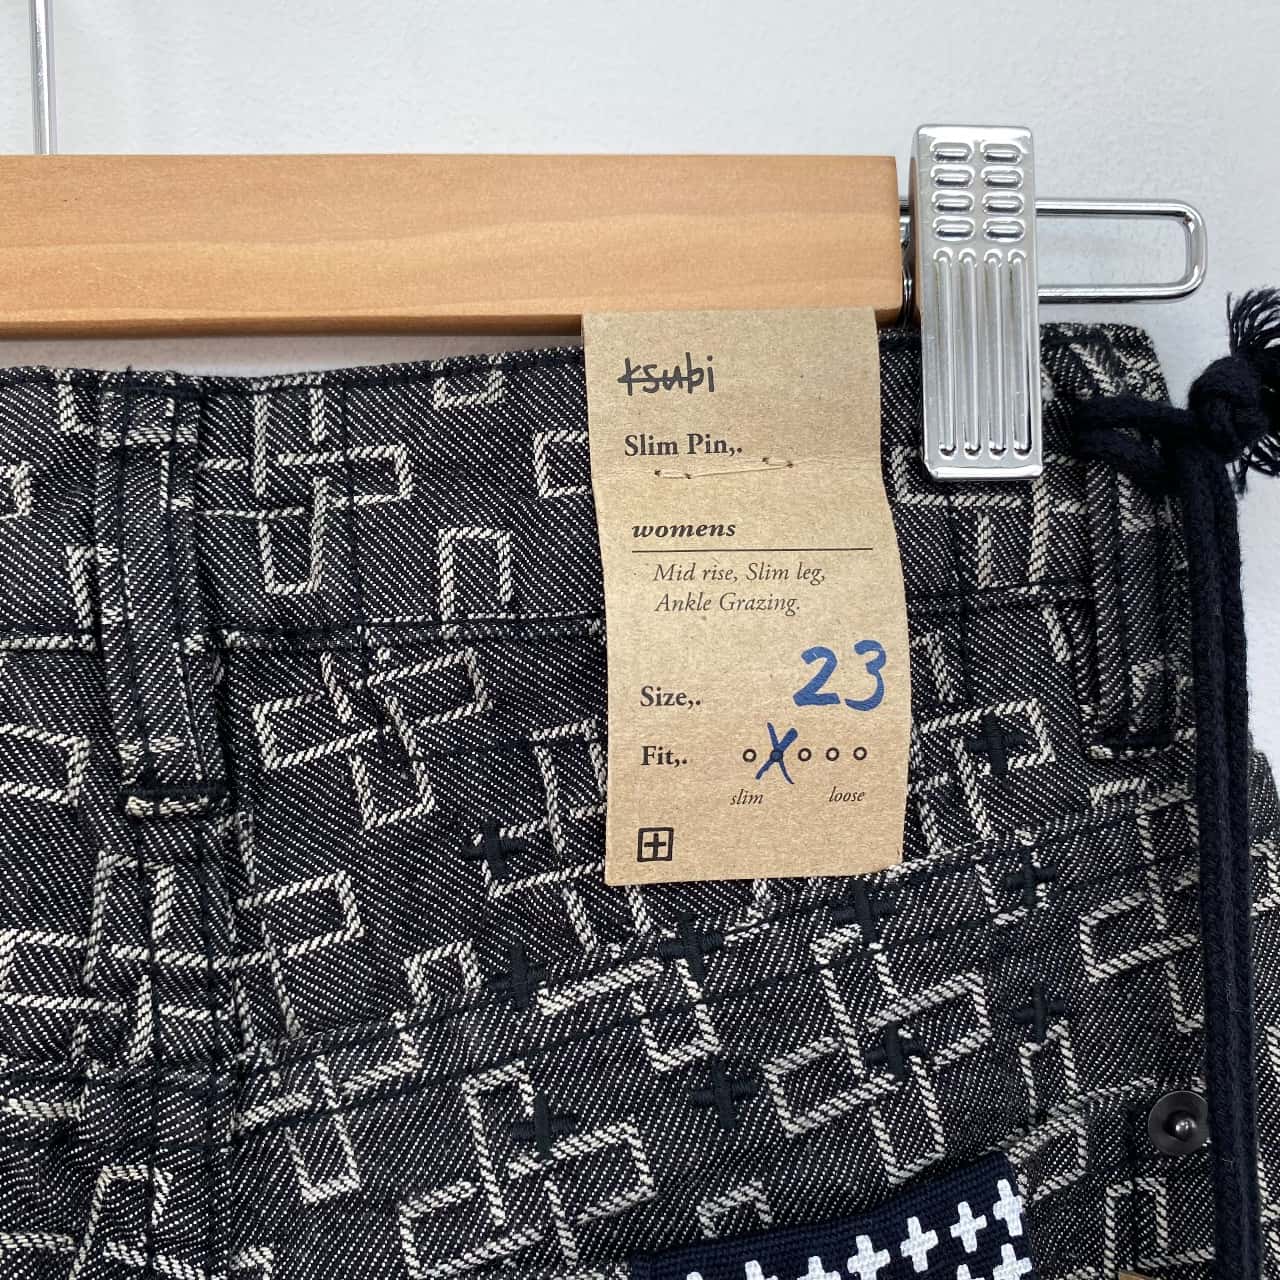 ksubi
Slim Pin,.
womens
Mid rise, Slim leg,
Ankle Grazing.
Size,. 23
Fit,.
slim loose